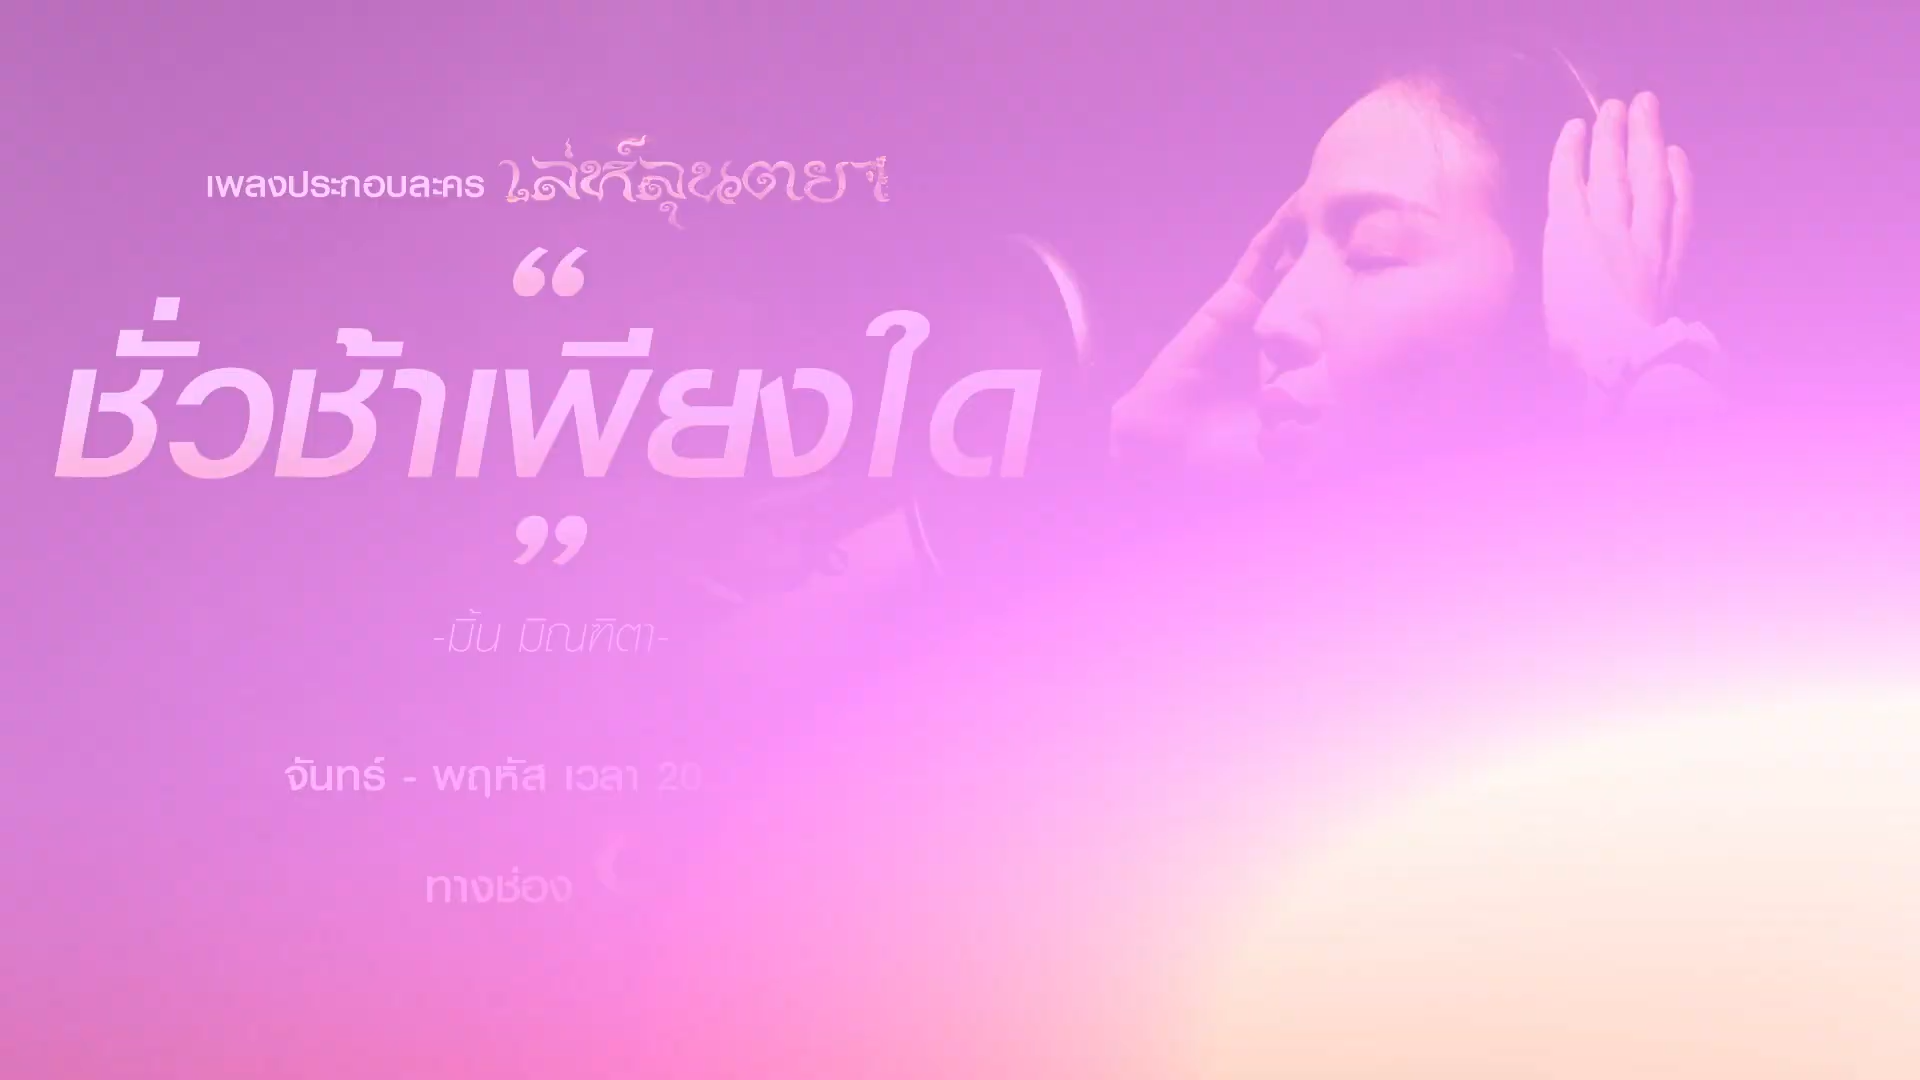 เพลงประกอบละคร เล่ห์ลุนตยา
“
ชั่วช้าเพียงใด
”
-มิ้น มิณฑิตา-
จันทร์ - พฤหัส เวลา 20
ทางช่อง